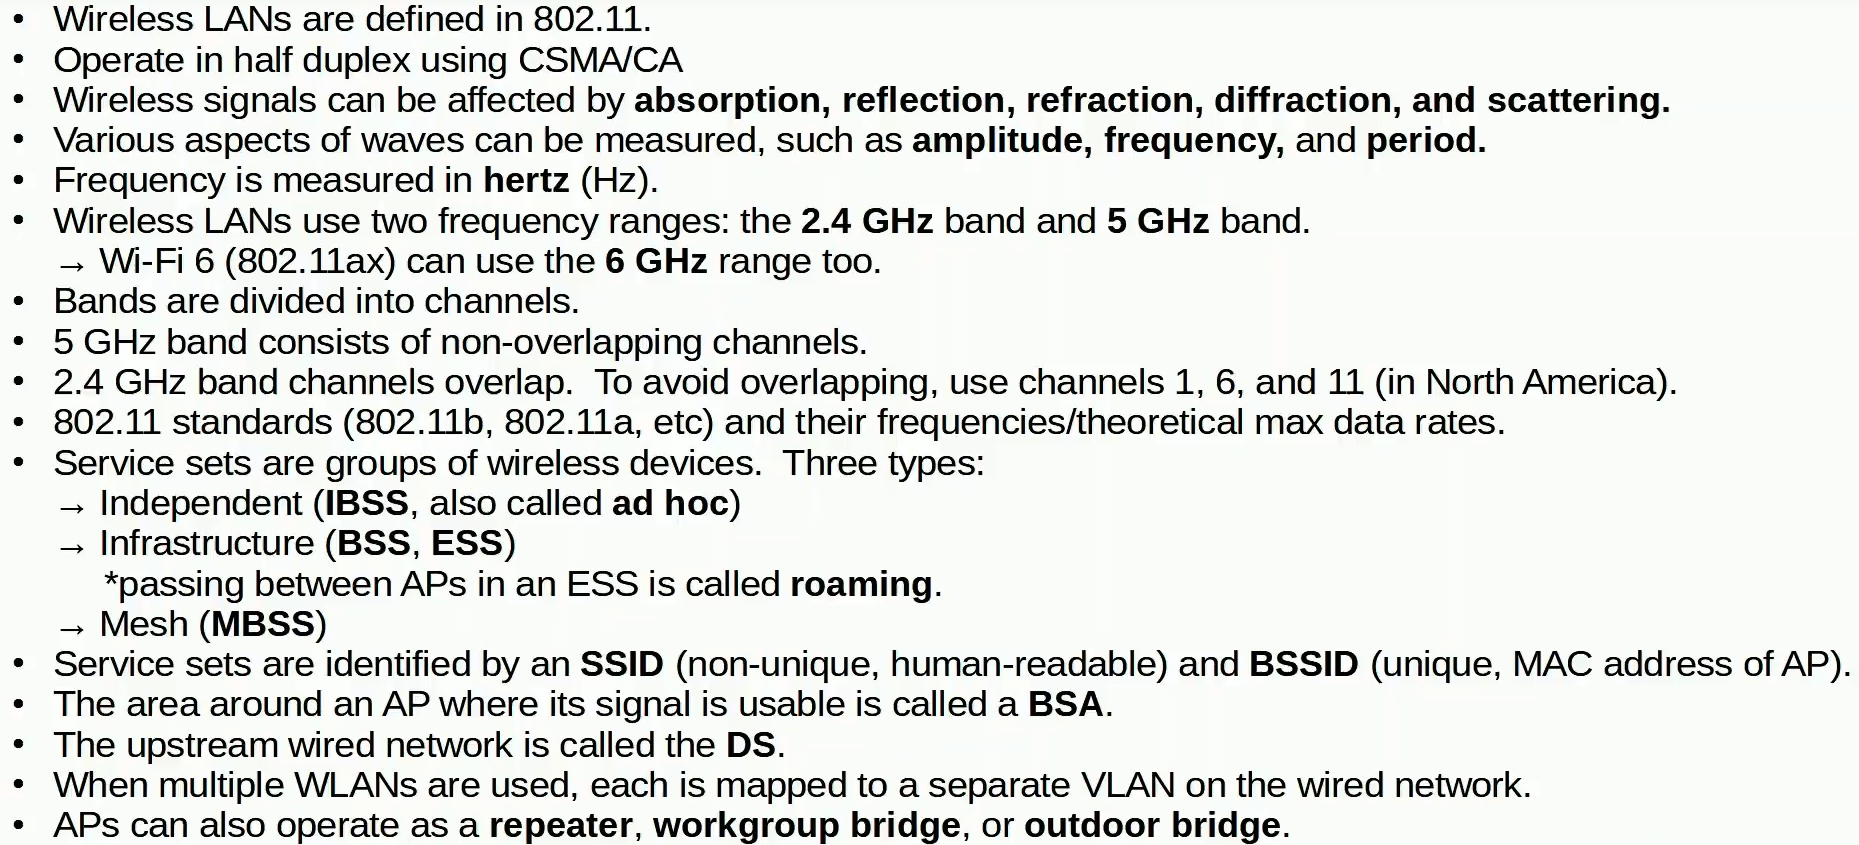 • Wireless LANs are defined in 802.11.
• Operate in half duplex using CSMA/CA
• Wireless signals can be affected by absorption, reflection, refraction, diffraction, and scattering.
• Various aspects of waves can be measured, such as amplitude, frequency, and period.
• Frequency is measured in hertz (Hz).
• Wireless LANs use two frequency ranges: the 2.4 GHz band and 5 GHz band.
→ Wi-Fi 6 (802.11ax) can use the 6 GHz range too.
• Bands are divided into channels.
• 5 GHz band consists of non-overlapping channels.
• 2.4 GHz band channels overlap.  To avoid overlapping, use channels 1, 6, and 11 (in North America).
• 802.11 standards (802.11b, 802.11a, etc) and their frequencies/theoretical max data rates.
• Service sets are groups of wireless devices.  Three types:
→ Independent (IBSS, also called ad hoc)
→ Infrastructure (BSS, ESS)
*passing between APs in an ESS is called roaming.
→ Mesh (MBSS)
• Service sets are identified by an SSID (non-unique, human-readable) and BSSID (unique, MAC address of AP).
• The area around an AP where its signal is usable is called a BSA.
• The upstream wired network is called the DS.
• When multiple WLANs are used, each is mapped to a separate VLAN on the wired network.
• APs can also operate as a repeater, workgroup bridge, or outdoor bridge.